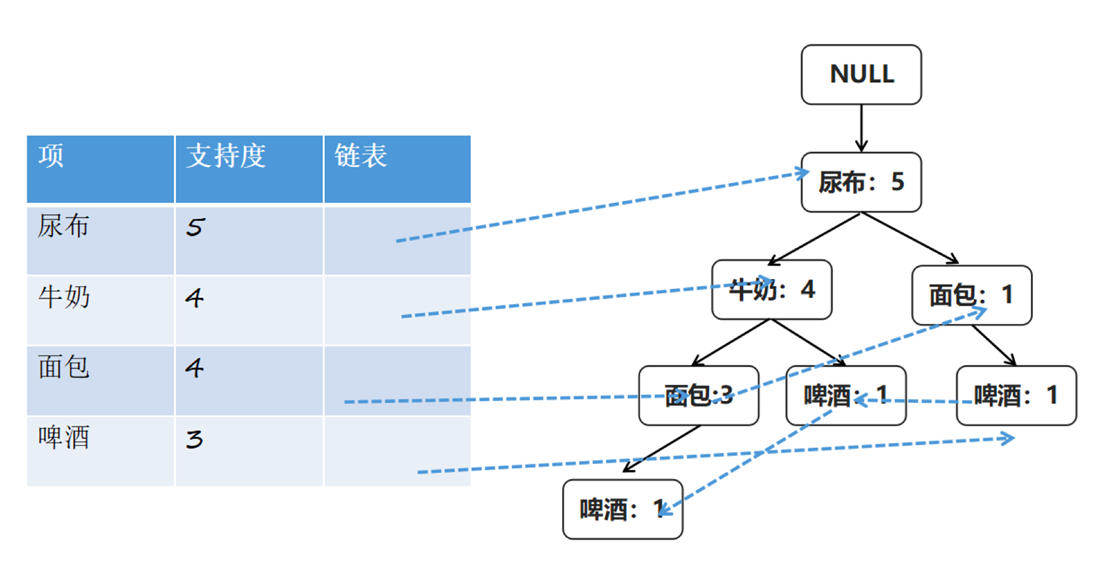 项 支持度 链表
尿布 5
牛奶 4
面包 4
啤酒 3
NULL
尿布：5
牛奶：4
面包：1
面包:3
啤酒：1
啤酒：1
啤酒：1